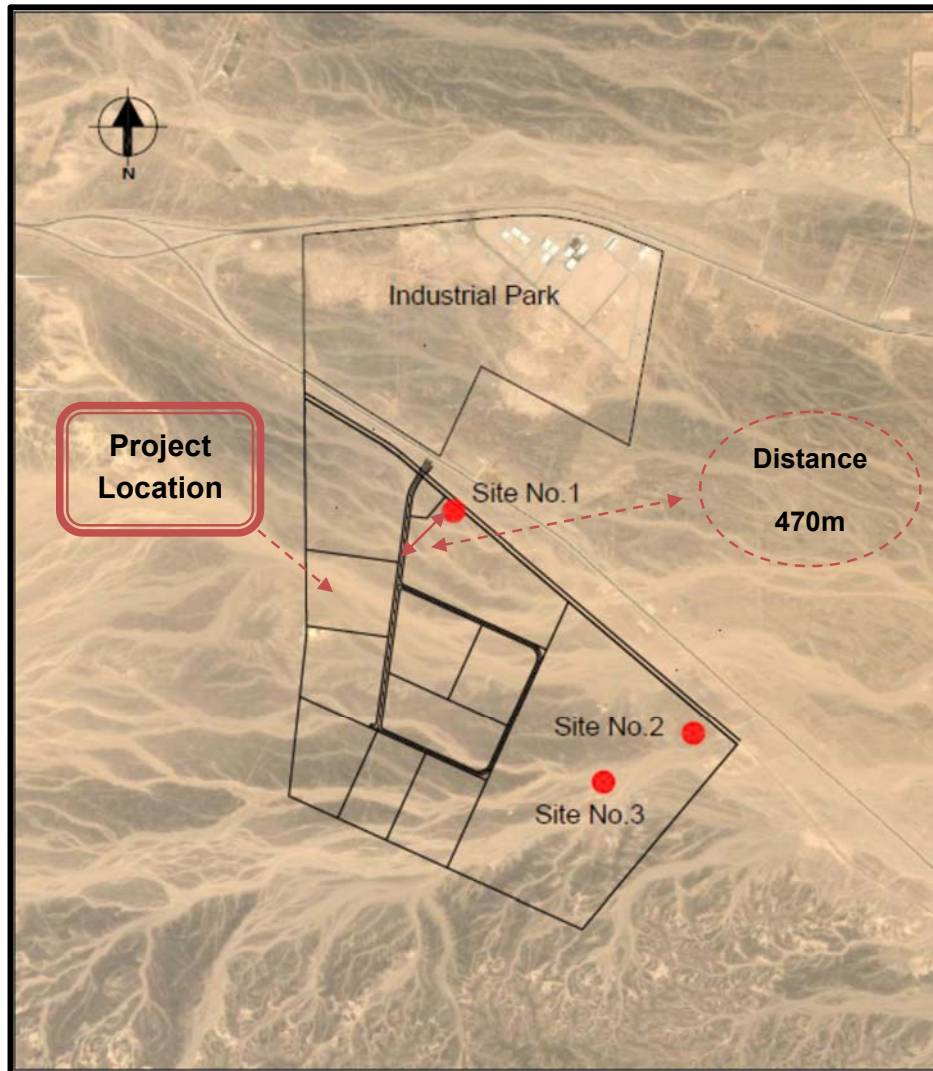 N
Industrial Park
Project
Location
Distance
470m
Site No.1
Site No.2
Site No.3